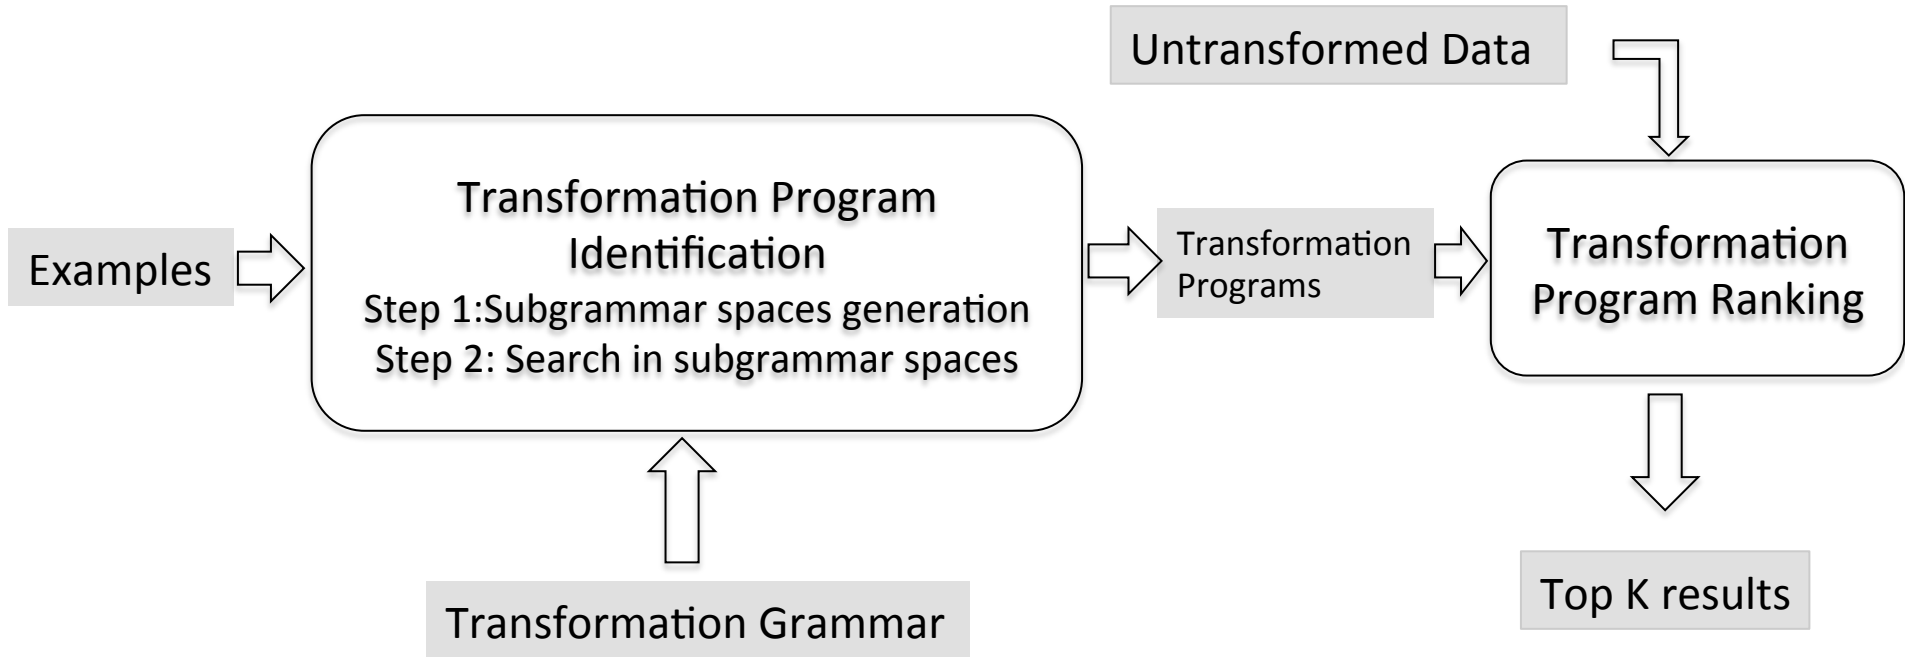 Untransformed Data
Examples
Transformation Program
Identification
Step 1:Subgrammar spaces generation
Step 2: Search in subgrammar spaces
Transformation Grammar
Transformation
Programs
Transformation
Program Ranking
Top K results